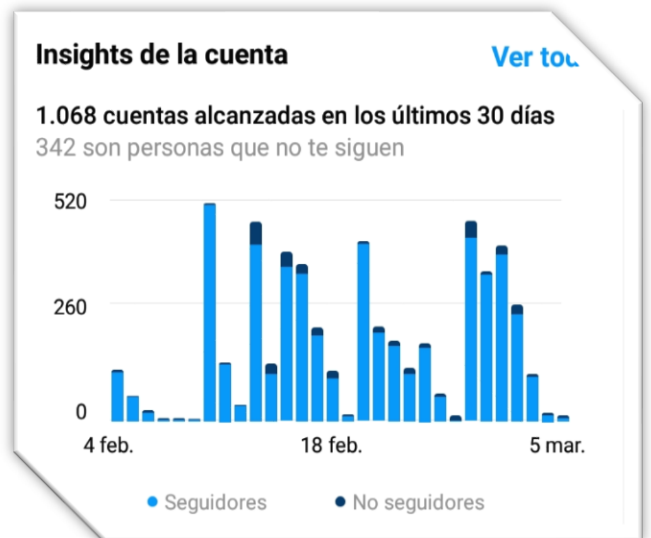 Insights de la cuenta
1.068 cuentas alcanzadas en los últimos 30 días
342 son personas que no te siguen
520
260
0
4 feb.
18 feb.
5 mar.
Seguidores
No seguidores